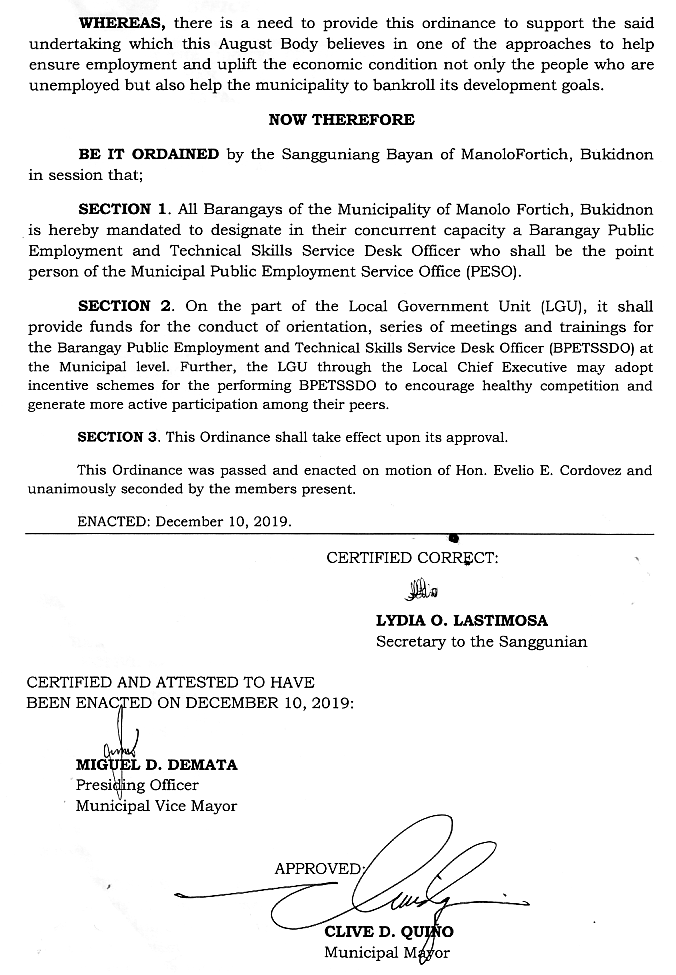 WHEREAS, there is a need to provide this ordinance to support the said
undertaking which this August Body believes in one of the approaches to help
ensure employment and uplift the economic condition not only the people who are
unemployed but also help the municipality to bankroll its development goals.
NOW THEREFORE
BE IT ORDAINED by the Sangguniang Bayan of ManoloFortich, Bukidnon
in session that;
SECTION 1. All Barangays of the Municipality of Manolo Fortich, Bukidnon
is hereby mandated to designate in their concurrent capacity a Barangay Public
Employment and Technical Skills Service Desk Officer who shall be the point
person of the Municipal Public Employment Service Office (PESO).
SECTION 2. On the part of the Local Government Unit (LGU), it shall
provide funds for the conduct of orientation, series of meetings and trainings for
the Barangay Public Employment and Technical Skills Service Desk Officer (BPETSSDO) at
the Municipal level. Further, the LGU through the Local Chief Executive may adopt
incentive schemes for the performing BPETSSDO to encourage healthy competition and
generate more active participation among their peers.
SECTION 3. This Ordinance shall take effect upon its approval.
This Ordinance was passed and enacted on motion of Hon. Evelio E. Cordovez and
unanimously seconded by the members present.
ENACTED: December 10, 2019.
CERTIFIED CORRECT:
LYDIA O. LASTIMOSA
Secretary to the Sanggunian
CERTIFIED AND ATTESTED TO HAVE
BEEN ENACTED ON DECEMBER 10, 2019:
MIGUEL D. DEMATA
Presiding Officer
Municipal Vice Mayor
APPROVED:
CLIVE D. QUIÑO
Municipal Mayor